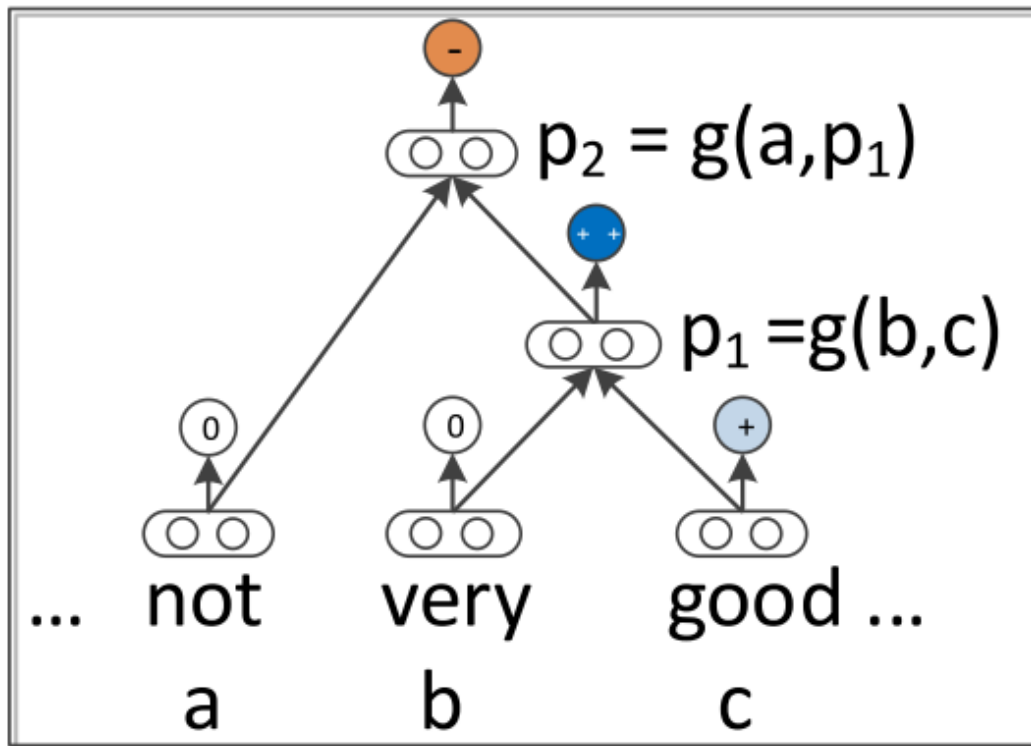 -
p₂ = g(a,p₁)
+ +
p₁ =g(b,c)
0 0 +
... not very good ...
a b c